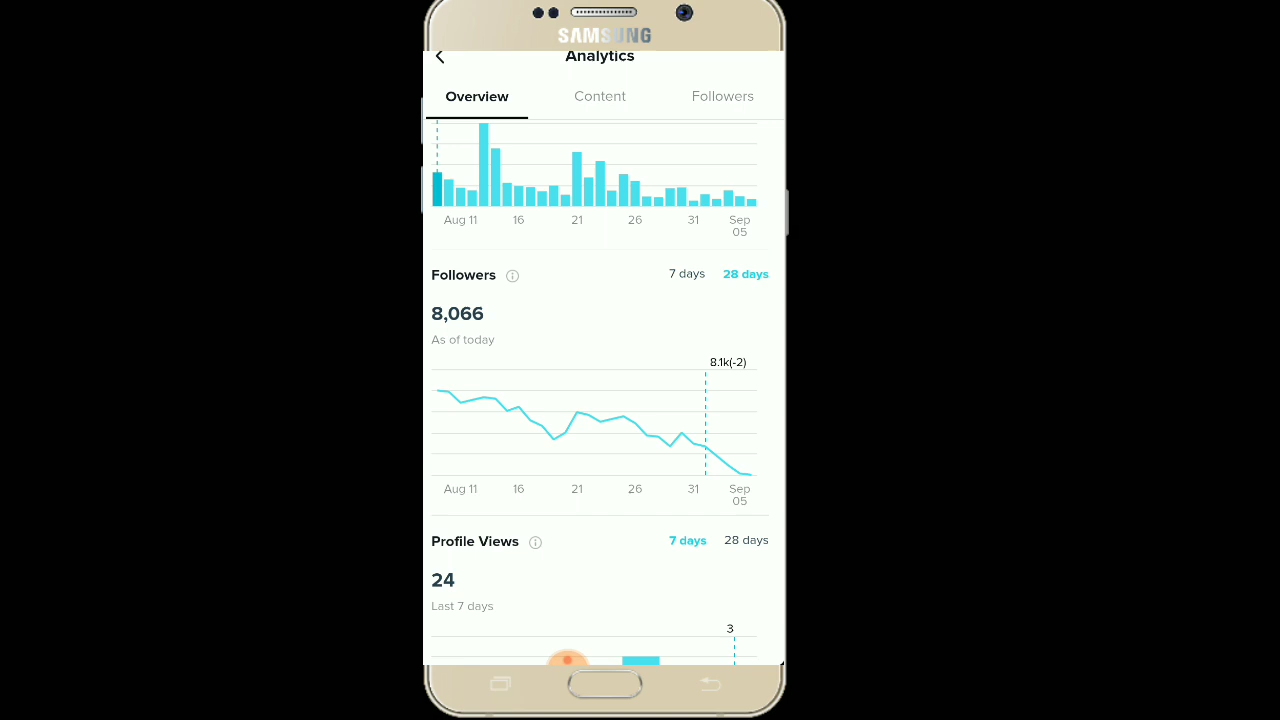 SAMSUNG
Analytics
Overview Content Followers
Aug 11 16 21 26 31 Sep 05
Followers 7 days 28 days
8,066
As of today
8.1k(-2)
Aug 11 16 21 26 31 Sep 05
Profile Views 7 days 28 days
24
Last 7 days
3